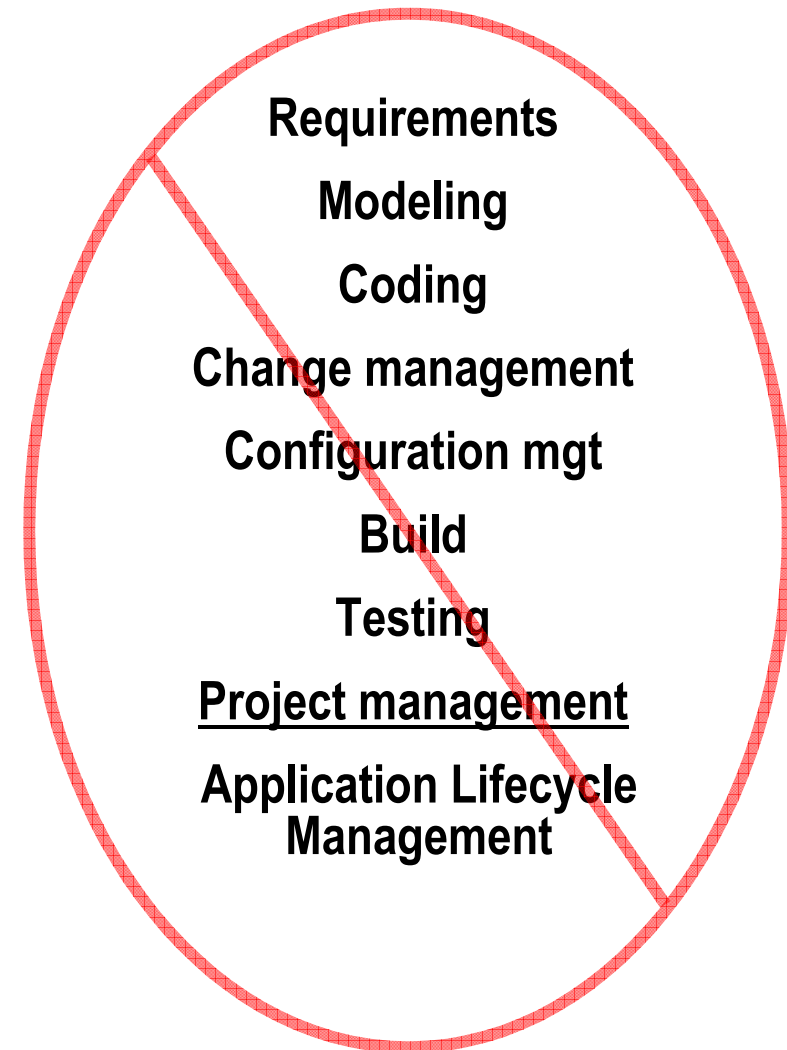 Requirements
Modeling
Coding
Change management
Configuration mgt
Build
Testing
Project management
Application Lifecycle
Management